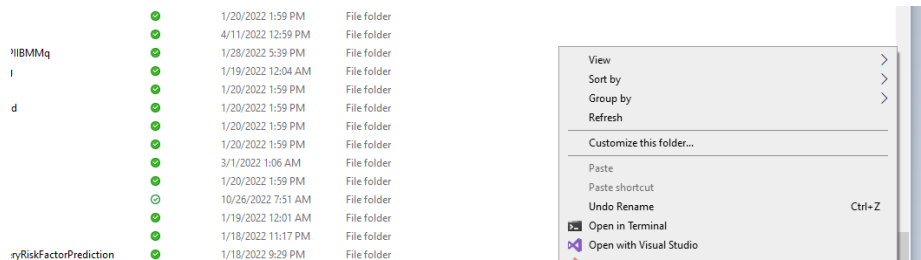 1/20/2022 1:59 PM File folder
4/11/2022 12:59 PM File folder
PIIBMMq 1/28/2022 5:39 PM File folder
1/19/2022 12:04 AM File folder
1/20/2022 1:59 PM File folder
d 1/20/2022 1:59 PM File folder
1/20/2022 1:59 PM File folder
1/20/2022 1:59 PM File folder
3/1/2022 1:06 AM File folder
1/20/2022 1:59 PM File folder
10/26/2022 7:51 AM File folder
1/19/2022 12:01 AM File folder
1/18/2022 11:17 PM File folder
eryRiskFactorPrediction 1/18/2022 9:29 PM File folder
View
Sort by
Group by
Refresh
Customize this folder...
Paste
Paste shortcut
Undo Rename Ctrl+Z
Open in Terminal
Open with Visual Studio